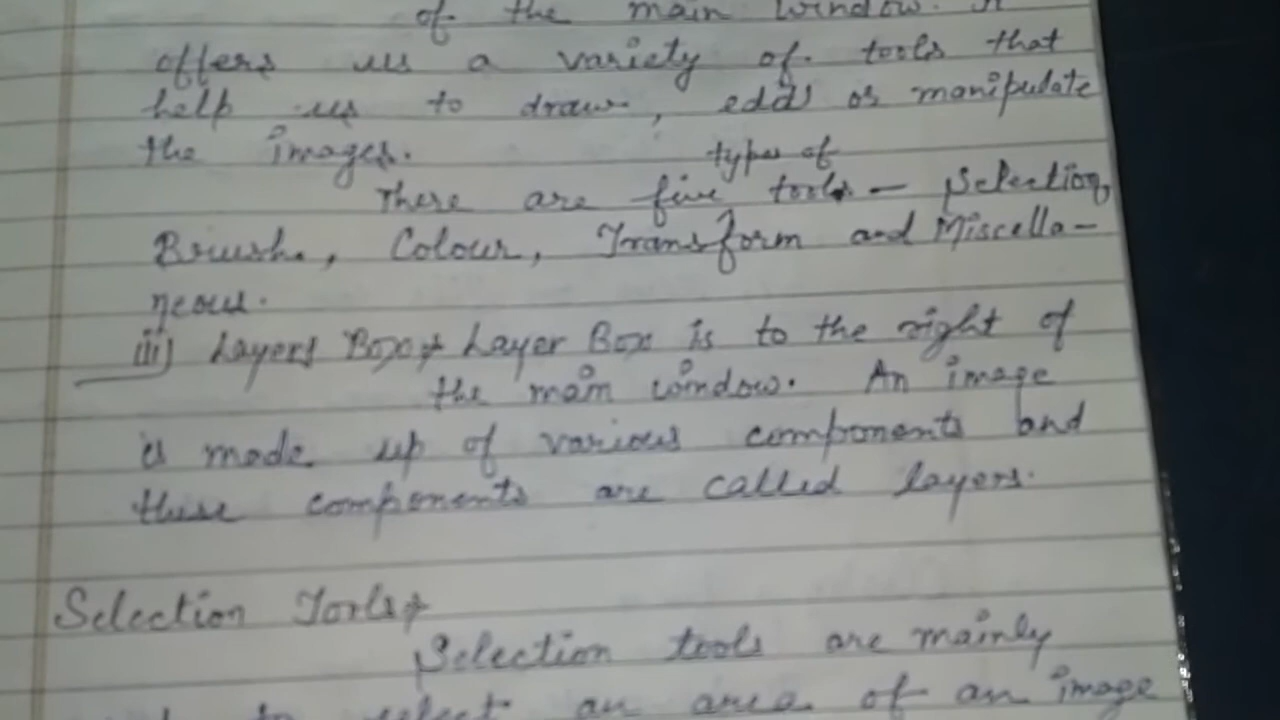 of the main window. It
offers us a variety of tools that
help us to draw, edit or manipulate
the images.
types of
There are five tools — Selection,
Brush, Colour, Transform and Miscella-
neous.
iii) Layers Box→ Layer Box is to the right of
the main window. An image
is made up of various components and
these components are called layers.
Selection Tools→
Selection tools are mainly
to select an area of an image